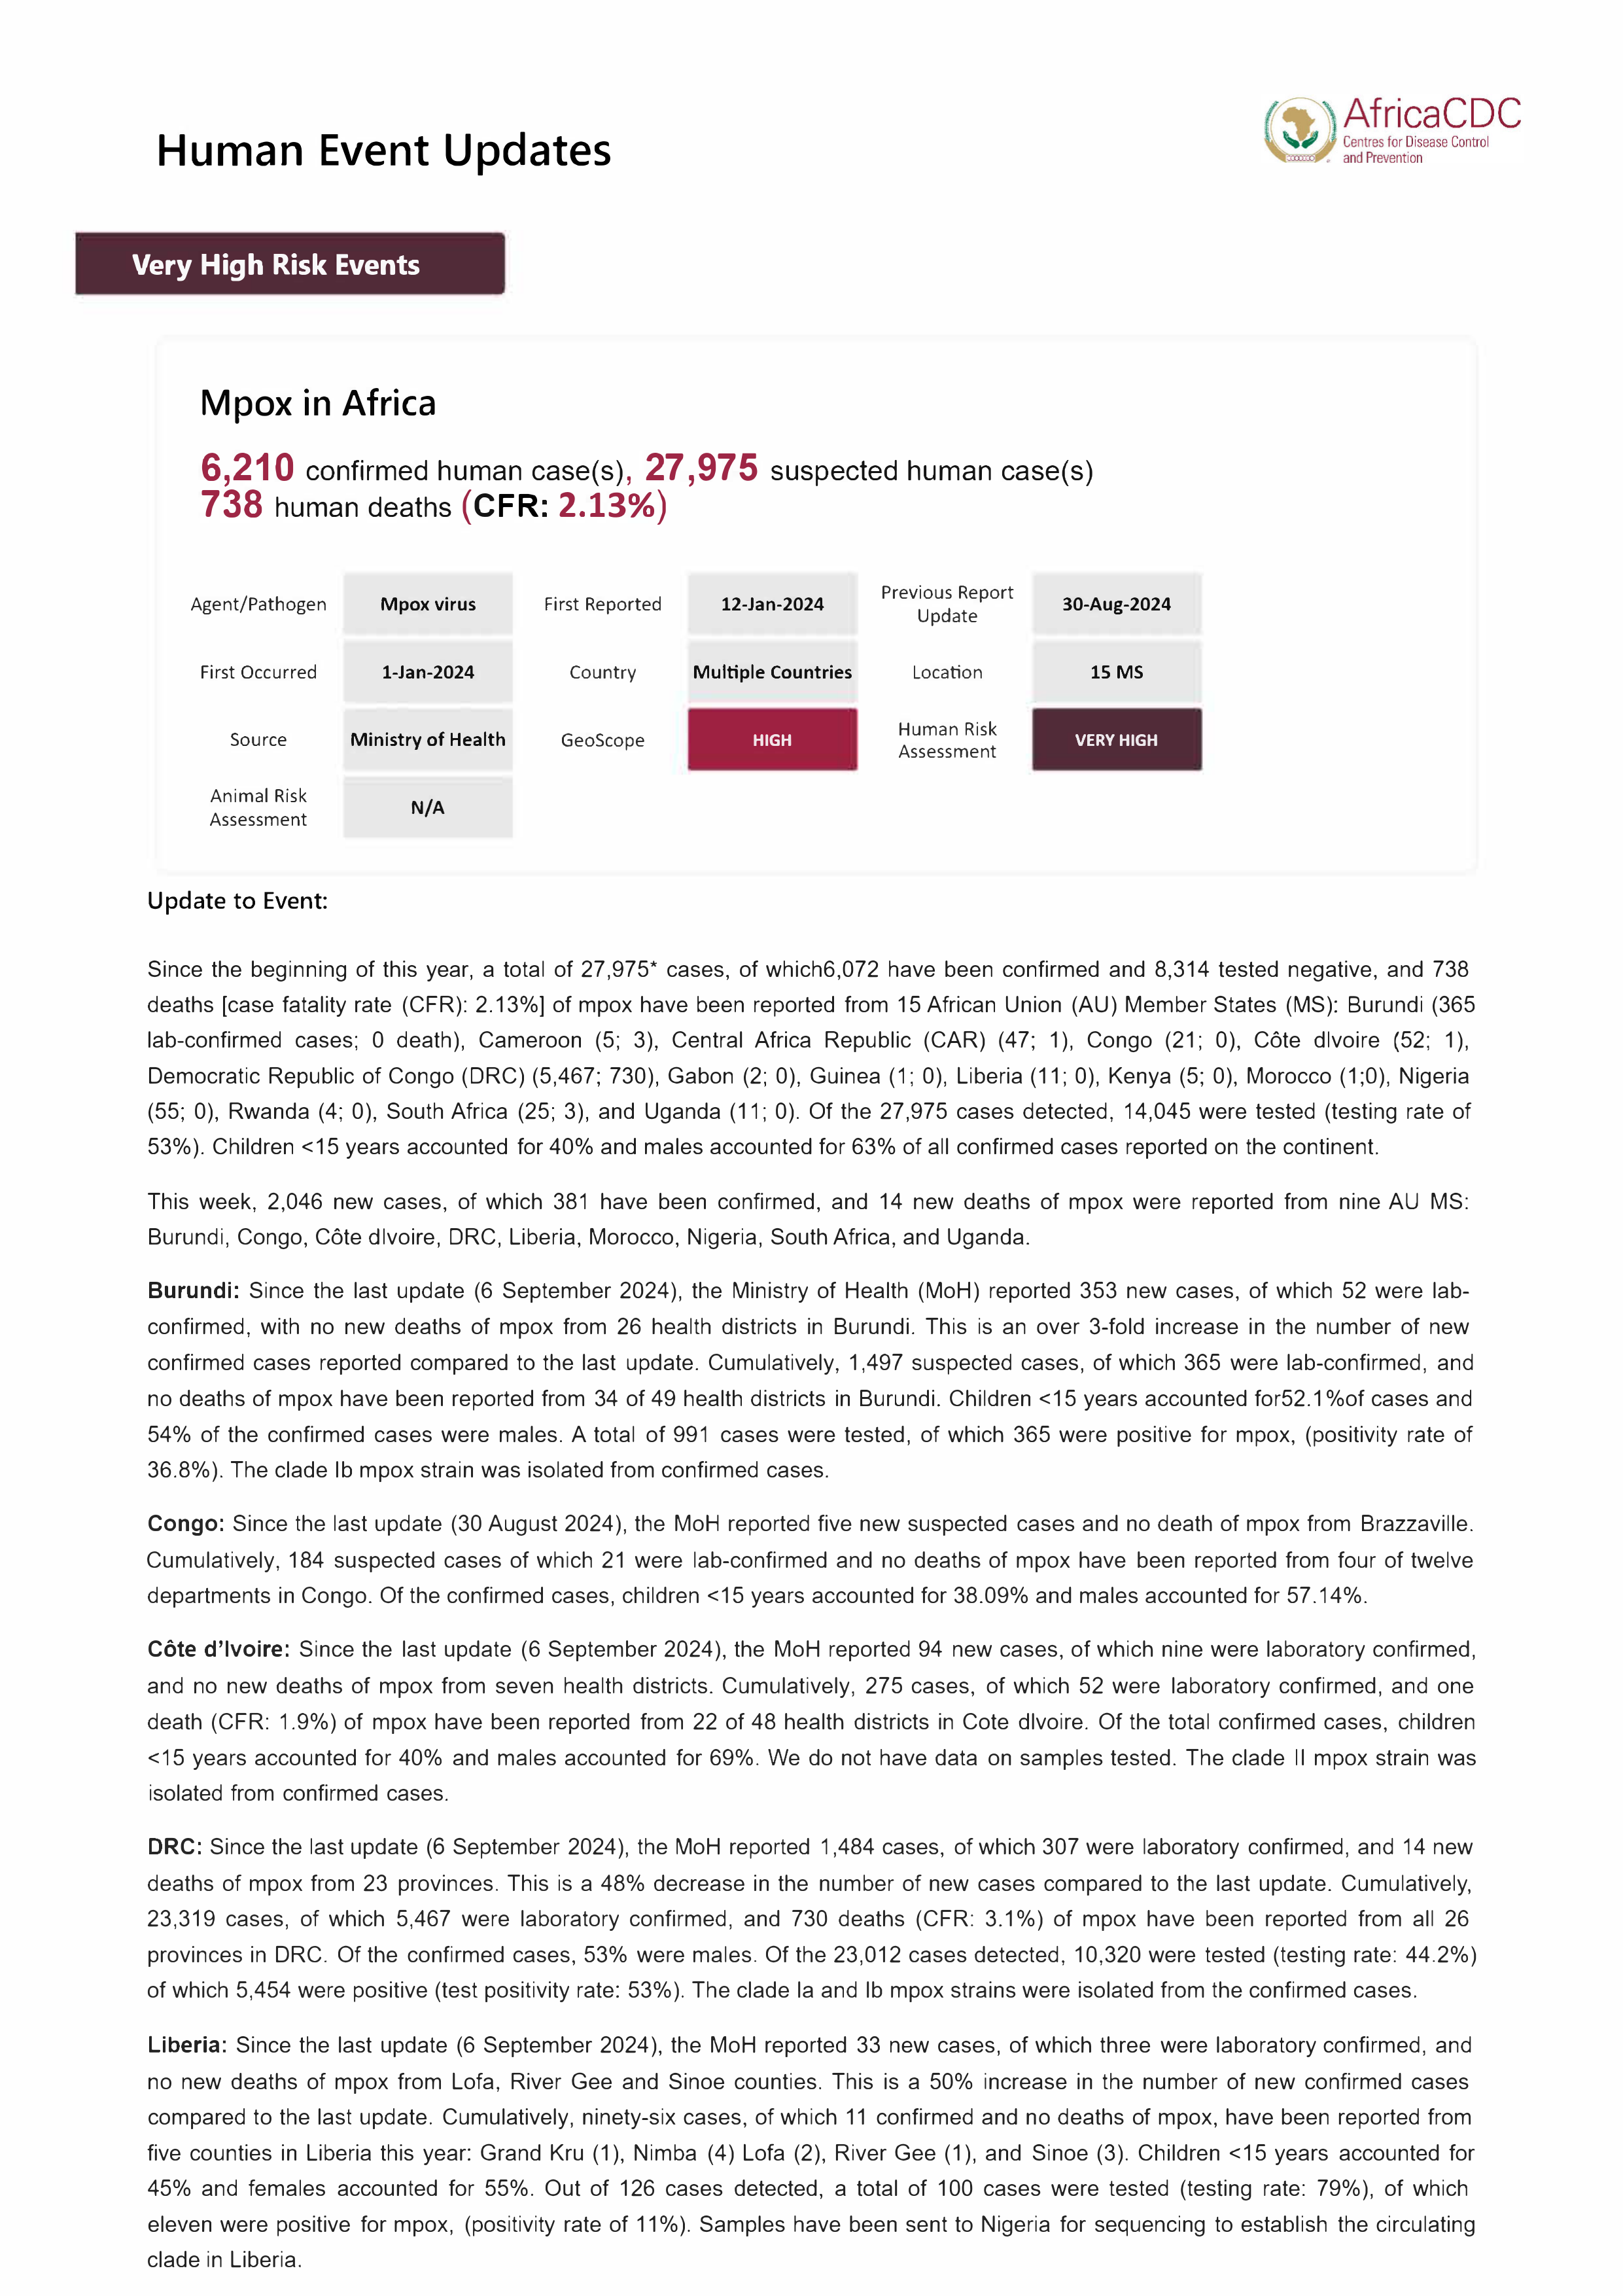 Human Event Updates
AfricaCDC
Centres for Disease Control
and Prevention
Very High Risk Events
Mpox in Africa
6,210 confirmed human case(s), 27,975 suspected human case(s)
738 human deaths (CFR: 2.13%)
Agent/Pathogen Mpox virus First Reported 12-Jan-2024 Previous Report Update 30-Aug-2024
First Occurred 1-Jan-2024 Country Multiple Countries Location 15 MS
Source Ministry of Health GeoScope HIGH Human Risk Assessment VERY HIGH
Animal Risk Assessment N/A
Update to Event:
Since the beginning of this year, a total of 27,975* cases, of which6,072 have been confirmed and 8,314 tested negative, and 738
deaths [case fatality rate (CFR): 2.13%] of mpox have been reported from 15 African Union (AU) Member States (MS): Burundi (365
lab-confirmed cases; 0 death), Cameroon (5; 3), Central Africa Republic (CAR) (47; 1), Congo (21; 0), Côte dIvoire (52; 1),
Democratic Republic of Congo (DRC) (5,467; 730), Gabon (2; 0), Guinea (1; 0), Liberia (11; 0), Kenya (5; 0), Morocco (1;0), Nigeria
(55; 0), Rwanda (4; 0), South Africa (25; 3), and Uganda (11; 0). Of the 27,975 cases detected, 14,045 were tested (testing rate of
53%). Children <15 years accounted for 40% and males accounted for 63% of all confirmed cases reported on the continent.
This week, 2,046 new cases, of which 381 have been confirmed, and 14 new deaths of mpox were reported from nine AU MS:
Burundi, Congo, Côte dIvoire, DRC, Liberia, Morocco, Nigeria, South Africa, and Uganda.
Burundi: Since the last update (6 September 2024), the Ministry of Health (MoH) reported 353 new cases, of which 52 were lab-
confirmed, with no new deaths of mpox from 26 health districts in Burundi. This is an over 3-fold increase in the number of new
confirmed cases reported compared to the last update. Cumulatively, 1,497 suspected cases, of which 365 were lab-confirmed, and
no deaths of mpox have been reported from 34 of 49 health districts in Burundi. Children <15 years accounted for52.1%of cases and
54% of the confirmed cases were males. A total of 991 cases were tested, of which 365 were positive for mpox, (positivity rate of
36.8%). The clade Ib mpox strain was isolated from confirmed cases.
Congo: Since the last update (30 August 2024), the MoH reported five new suspected cases and no death of mpox from Brazzaville.
Cumulatively, 184 suspected cases of which 21 were lab-confirmed and no deaths of mpox have been reported from four of twelve
departments in Congo. Of the confirmed cases, children <15 years accounted for 38.09% and males accounted for 57.14%.
Côte d'Ivoire: Since the last update (6 September 2024), the MoH reported 94 new cases, of which nine were laboratory confirmed,
and no new deaths of mpox from seven health districts. Cumulatively, 275 cases, of which 52 were laboratory confirmed, and one
death (CFR: 1.9%) of mpox have been reported from 22 of 48 health districts in Cote dIvoire. Of the total confirmed cases, children
<15 years accounted for 40% and males accounted for 69%. We do not have data on samples tested. The clade II mpox strain was
isolated from confirmed cases.
DRC: Since the last update (6 September 2024), the MoH reported 1,484 cases, of which 307 were laboratory confirmed, and 14 new
deaths of mpox from 23 provinces. This is a 48% decrease in the number of new cases compared to the last update. Cumulatively,
23,319 cases, of which 5,467 were laboratory confirmed, and 730 deaths (CFR: 3.1%) of mpox have been reported from all 26
provinces in DRC. Of the confirmed cases, 53% were males. Of the 23,012 cases detected, 10,320 were tested (testing rate: 44.2%)
of which 5,454 were positive (test positivity rate: 53%). The clade Ia and Ib mpox strains were isolated from the confirmed cases.
Liberia: Since the last update (6 September 2024), the MoH reported 33 new cases, of which three were laboratory confirmed, and
no new deaths of mpox from Lofa, River Gee and Sinoe counties. This is a 50% increase in the number of new confirmed cases
compared to the last update. Cumulatively, ninety-six cases, of which 11 confirmed and no deaths of mpox, have been reported from
five counties in Liberia this year: Grand Kru (1), Nimba (4) Lofa (2), River Gee (1), and Sinoe (3). Children <15 years accounted for
45% and females accounted for 55%. Out of 126 cases detected, a total of 100 cases were tested (testing rate: 79%), of which
eleven were positive for mpox, (positivity rate of 11%). Samples have been sent to Nigeria for sequencing to establish the circulating
clade in Liberia.